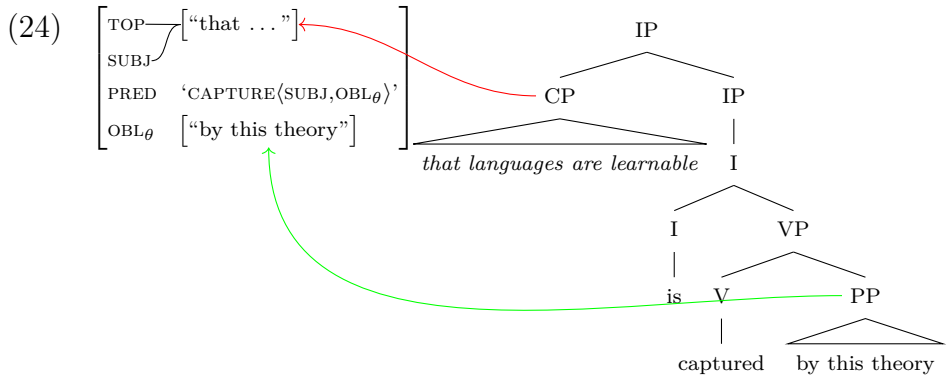 (24)
TOP [“that …”]
SUBJ
PRED ‘CAPTURE⟨SUBJ,OBLθ⟩’
OBLθ [“by this theory”]
IP
CP IP
that languages are learnable I
I VP
is V PP
captured by this theory